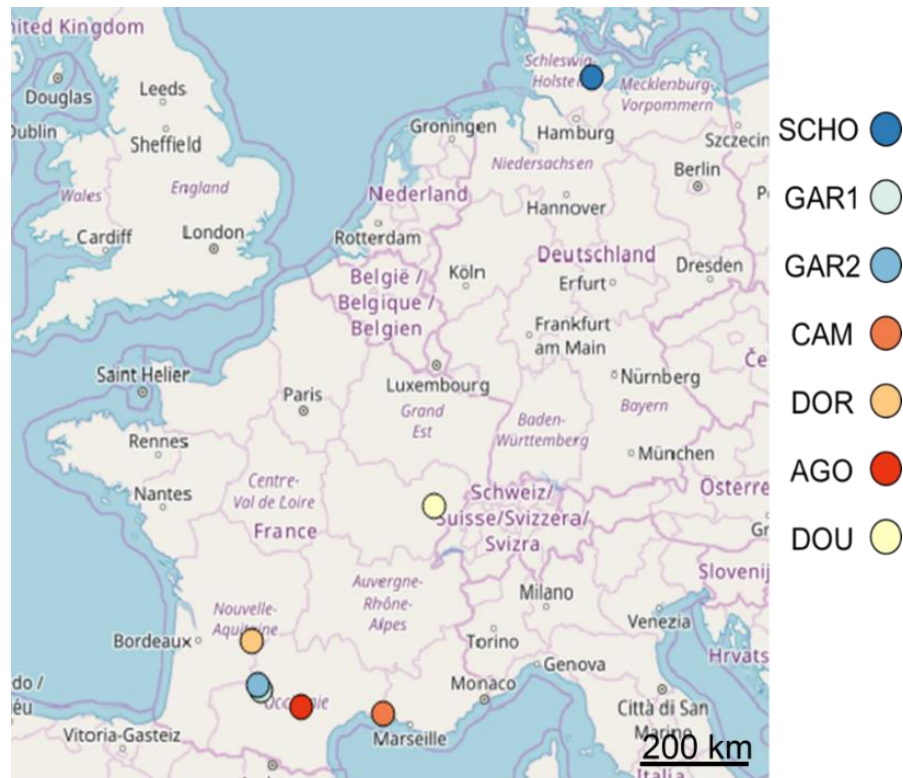 nited Kingdom
Douglas
Leeds
Dublin
Sheffield
Wales
England
Cardiff
London
Schleswig-
Holstein
Mecklenburg-
Vorpommern
Groningen
Hamburg
Szczecin
Niedersachsen
Berlin
Nederland
Hannover
Rotterdam
België /
Belgique /
Belgien
Köln
Deutschland
Erfurt
Dresden
Frankfurt
am Main
Saint Helier
Paris
Luxembourg
Nürnberg
Grand
Est
Bayern
Baden-
Württemberg
Rennes
München
Nantes
Centre-
Val de Loire
France
Schweiz/
Suisse/Svizzera/
Svizra
Österre
Auvergne-
Rhône-
Alpes
Slovenij
Milano
Nouvelle-
Aquitaine
Bordeaux
Torino
Venezia
Genova
Hrvats
Occitanie
Monaco
Marseille
Città di San
Marino
Vitoria-Gasteiz
200 km
Italia
SCHO
GAR1
GAR2
CAM
DOR
AGO
DOU